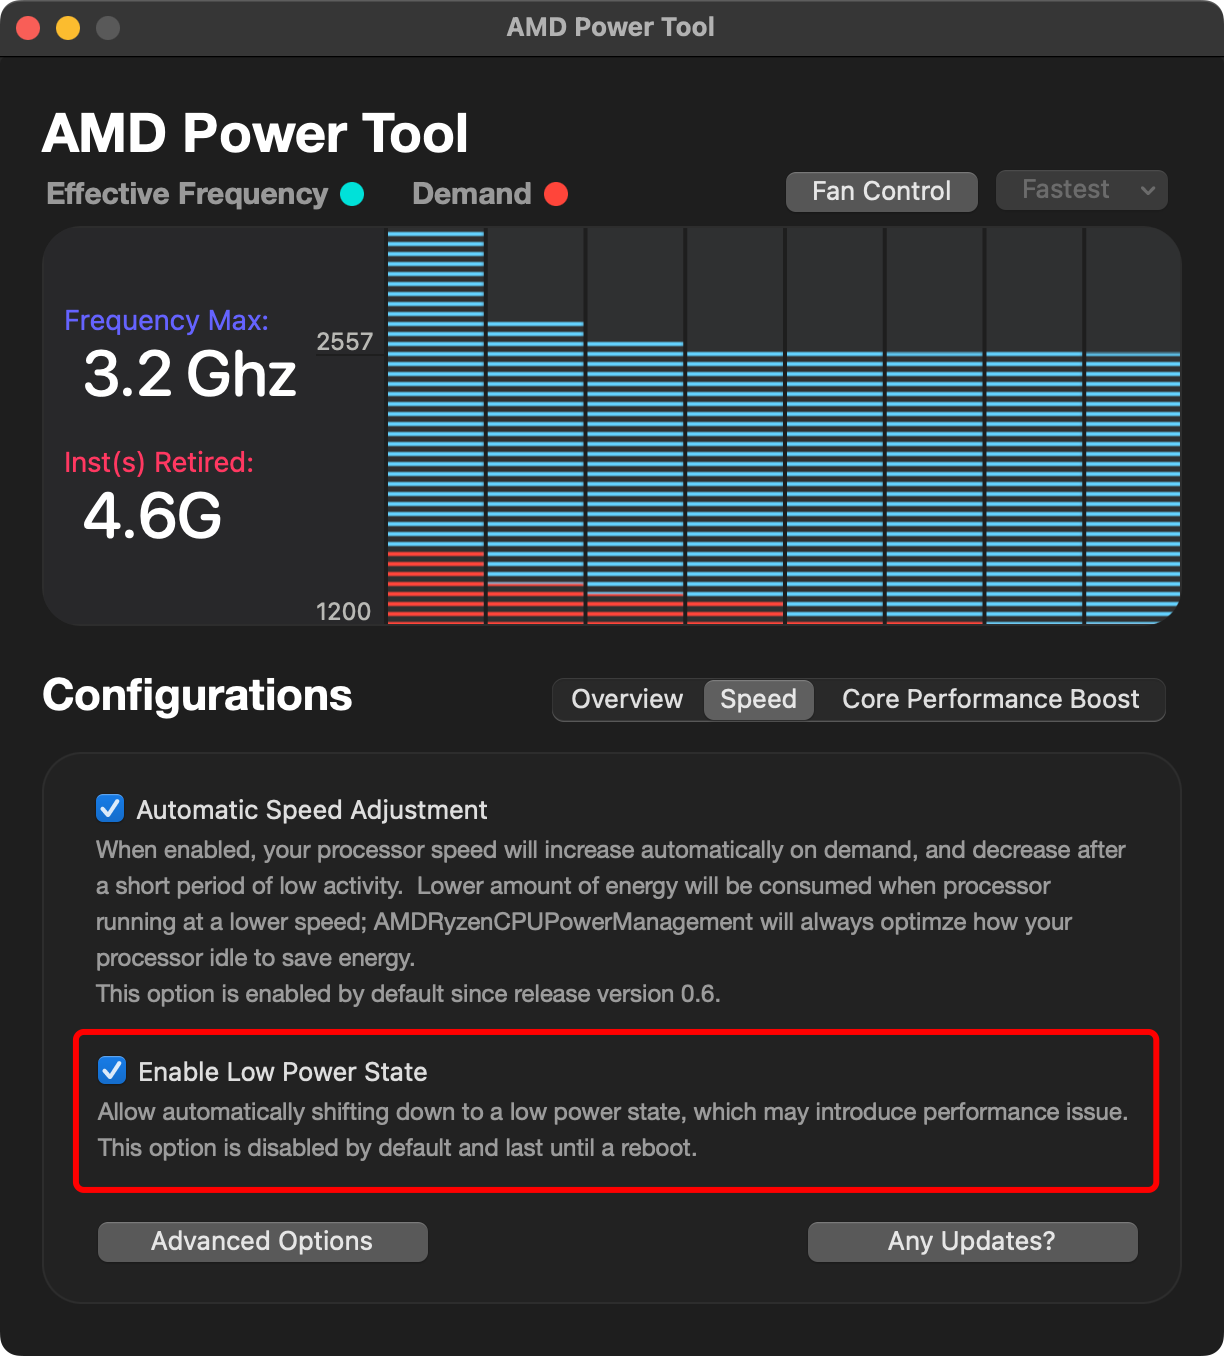 AMD Power Tool
AMD Power Tool
Effective Frequency Demand Fan Control Fastest
Frequency Max:
3.2 Ghz
2557
Inst(s) Retired:
4.6G
1200
Configurations Overview Speed Core Performance Boost
Automatic Speed Adjustment
When enabled, your processor speed will increase automatically on demand, and decrease after
a short period of low activity.  Lower amount of energy will be consumed when processor
running at a lower speed; AMDRyzenCPUPowerManagement will always optimze how your
processor idle to save energy.
This option is enabled by default since release version 0.6.
Enable Low Power State
Allow automatically shifting down to a low power state, which may introduce performance issue.
This option is disabled by default and last until a reboot.
Advanced Options Any Updates?